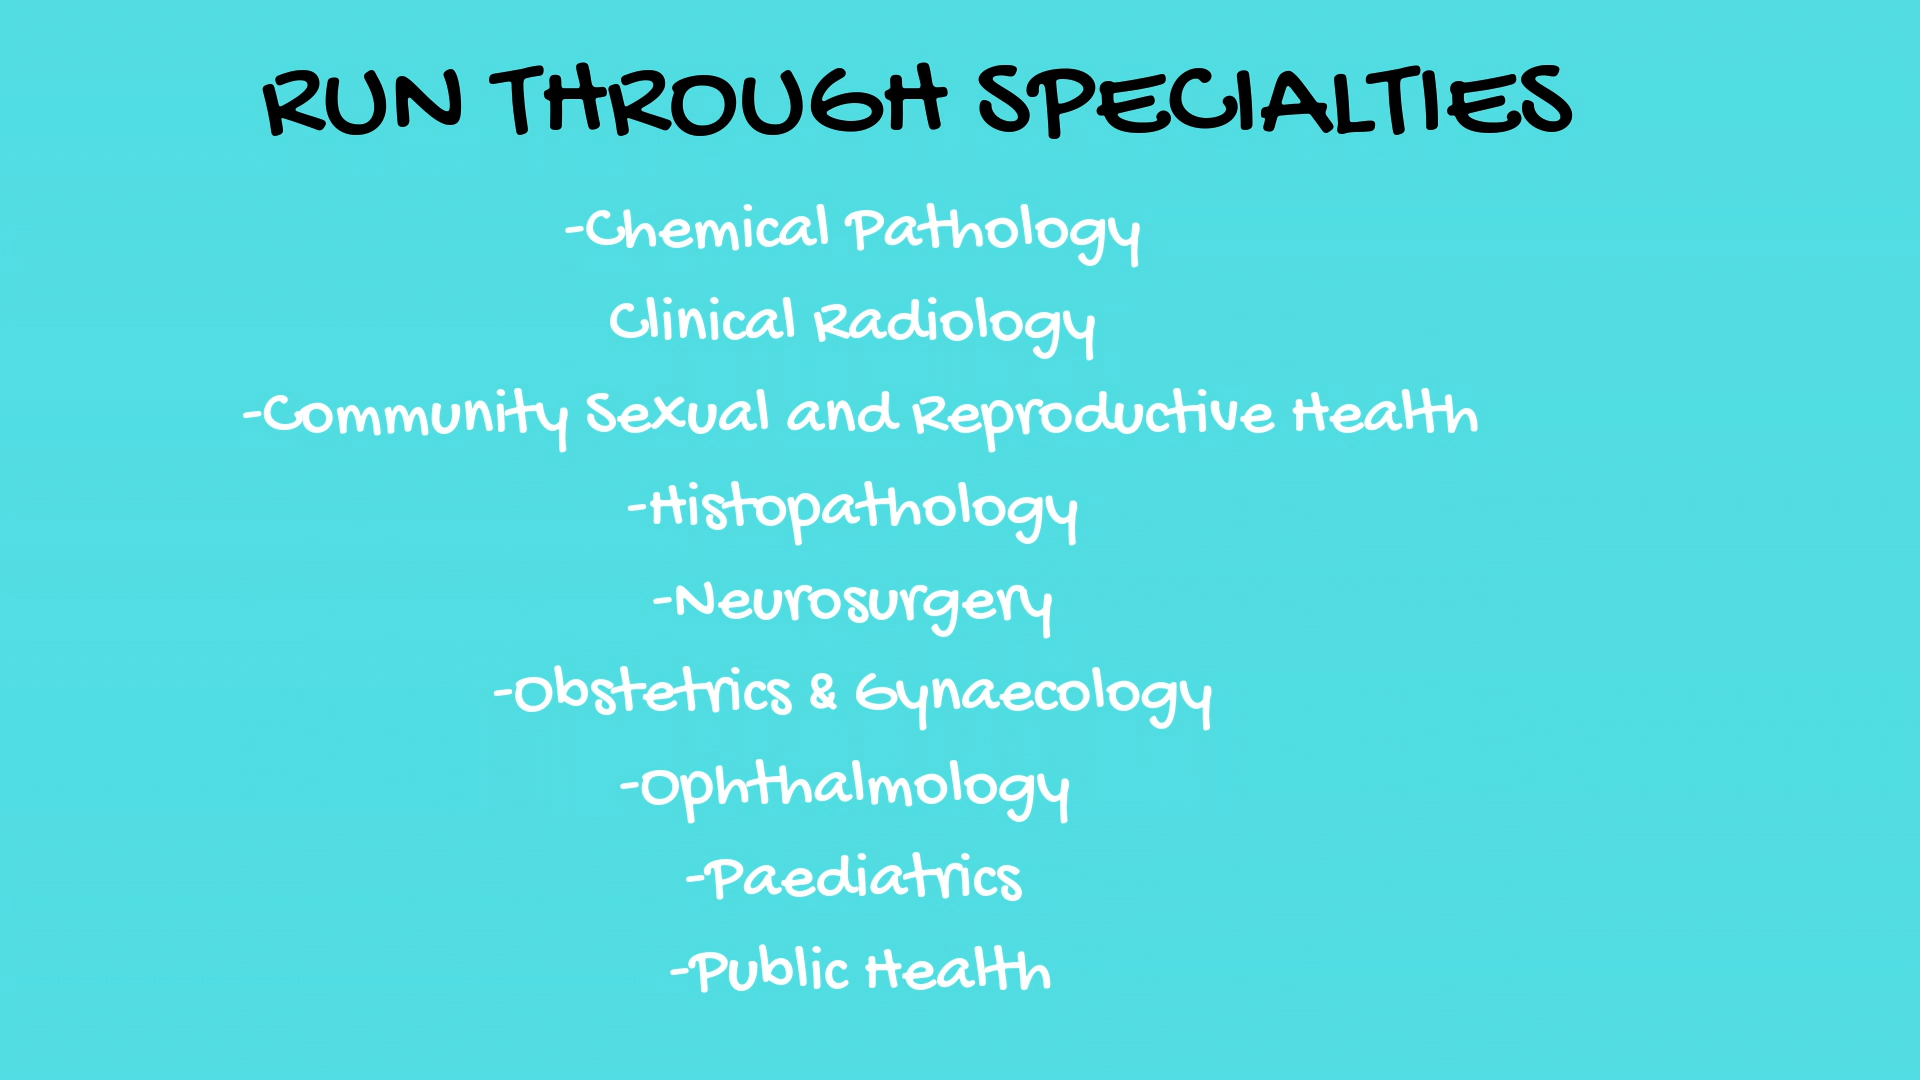 RUN THROUGH SPECIALTIES
-Chemical Pathology
Clinical Radiology
-Community Sexual and Reproductive Health
-Histopathology
-Neurosurgery
-Obstetrics & Gynaecology
-Ophthalmology
-Paediatrics
-Public Health